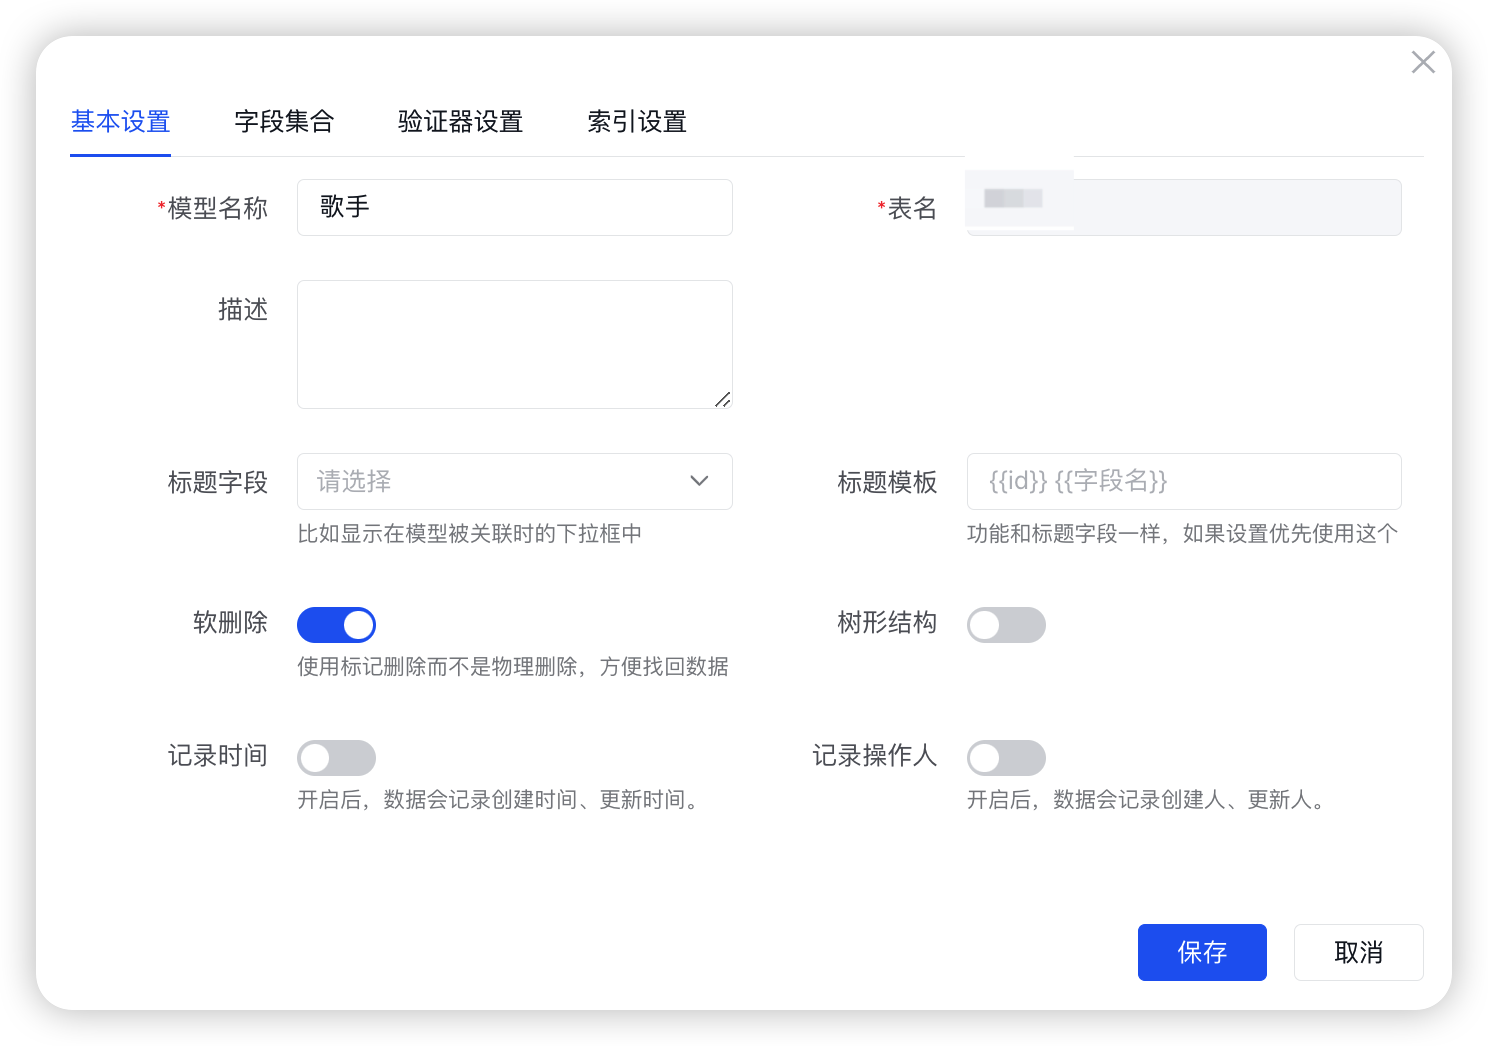 基本设置 字段集合 验证器设置 索引设置
*模型名称 歌手 *表名
描述
标题字段 请选择 标题模板 {{id}} {{字段名}}
比如显示在模型被关联时的下拉框中 功能和标题字段一样，如果设置优先使用这个
软删除 树形结构
使用标记删除而不是物理删除，方便找回数据
记录时间 记录操作人
开启后，数据会记录创建时间、更新时间。 开启后，数据会记录创建人、更新人。
保存 取消